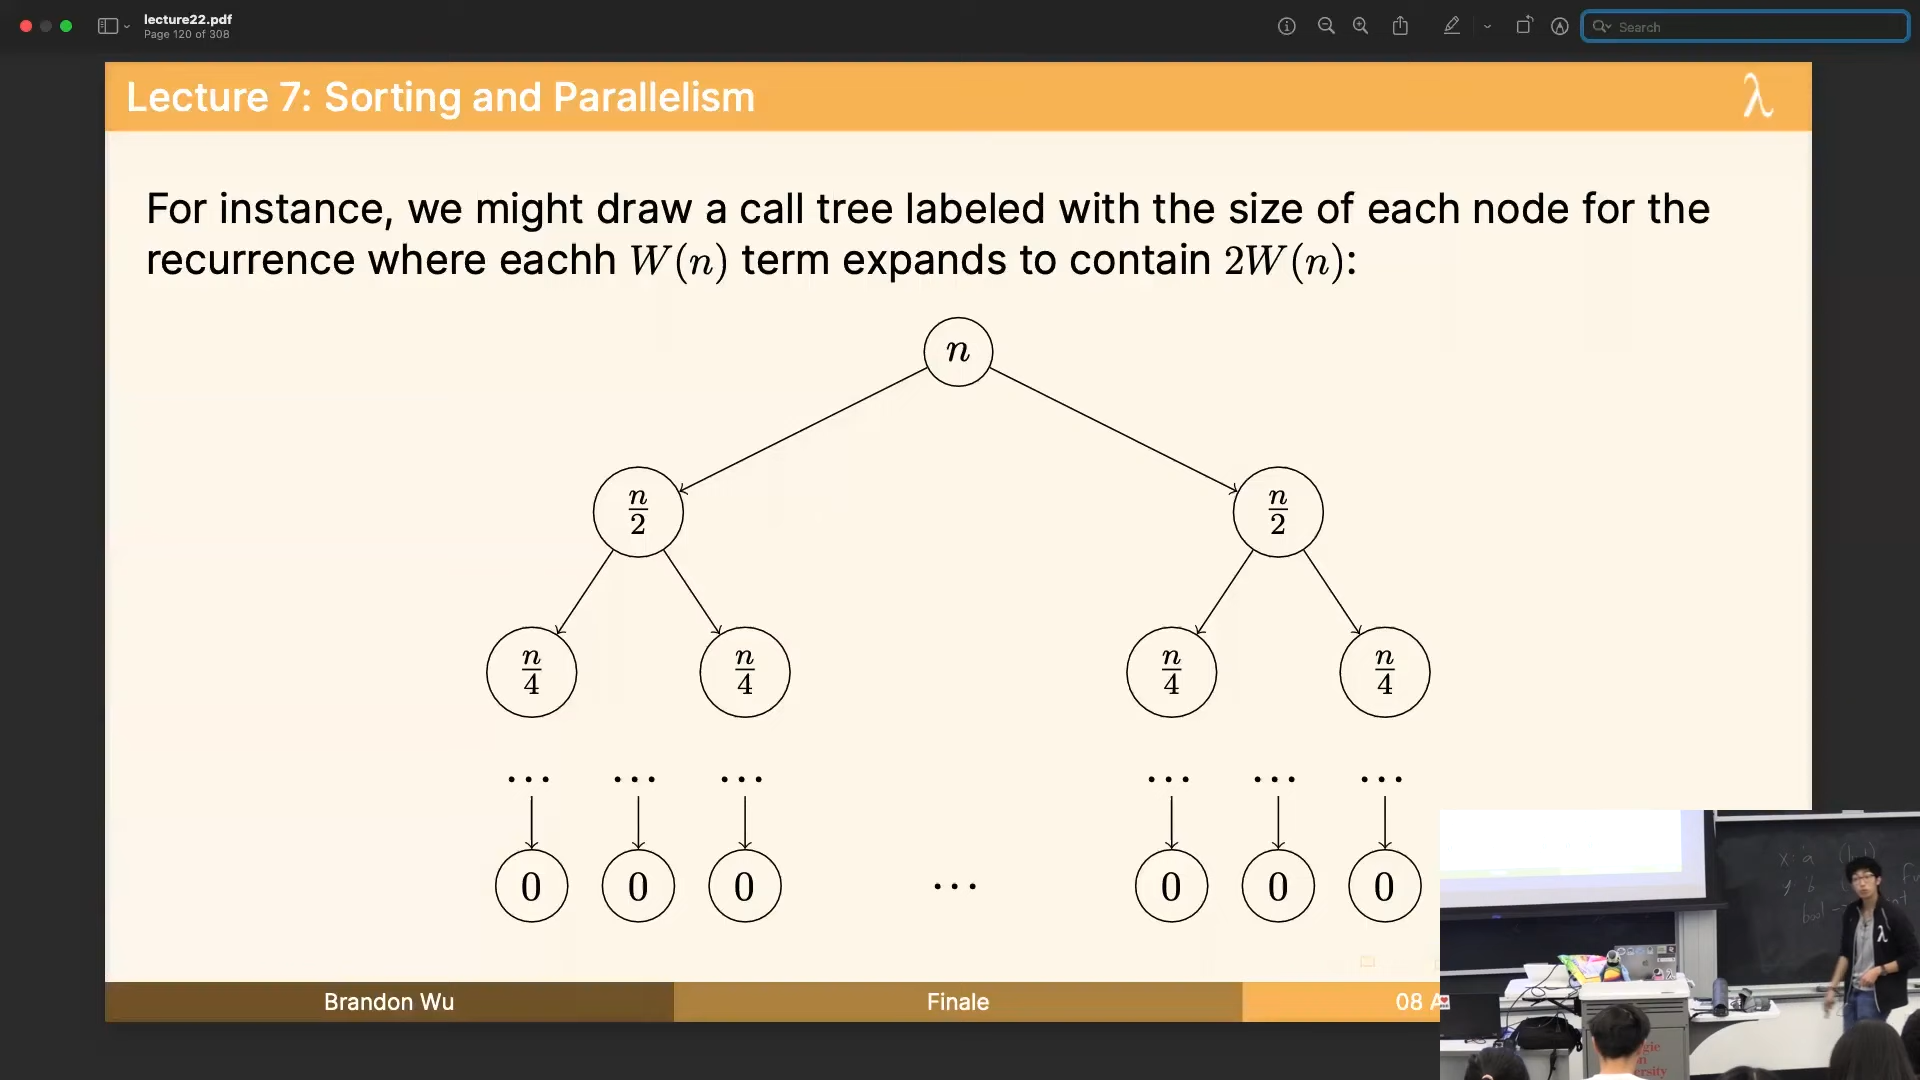 lecture22.pdf
Page 120 of 308
Search
Lecture 7: Sorting and Parallelism
λ
For instance, we might draw a call tree labeled with the size of each node for the
recurrence where eachh W(n) term expands to contain 2W(n):
n
n/2 n/2
n/4 n/4 n/4 n/4
... ... ... ... ... ...
0 0 0 ... 0 0 0
Brandon Wu
Finale
08
x: a
bool
λ